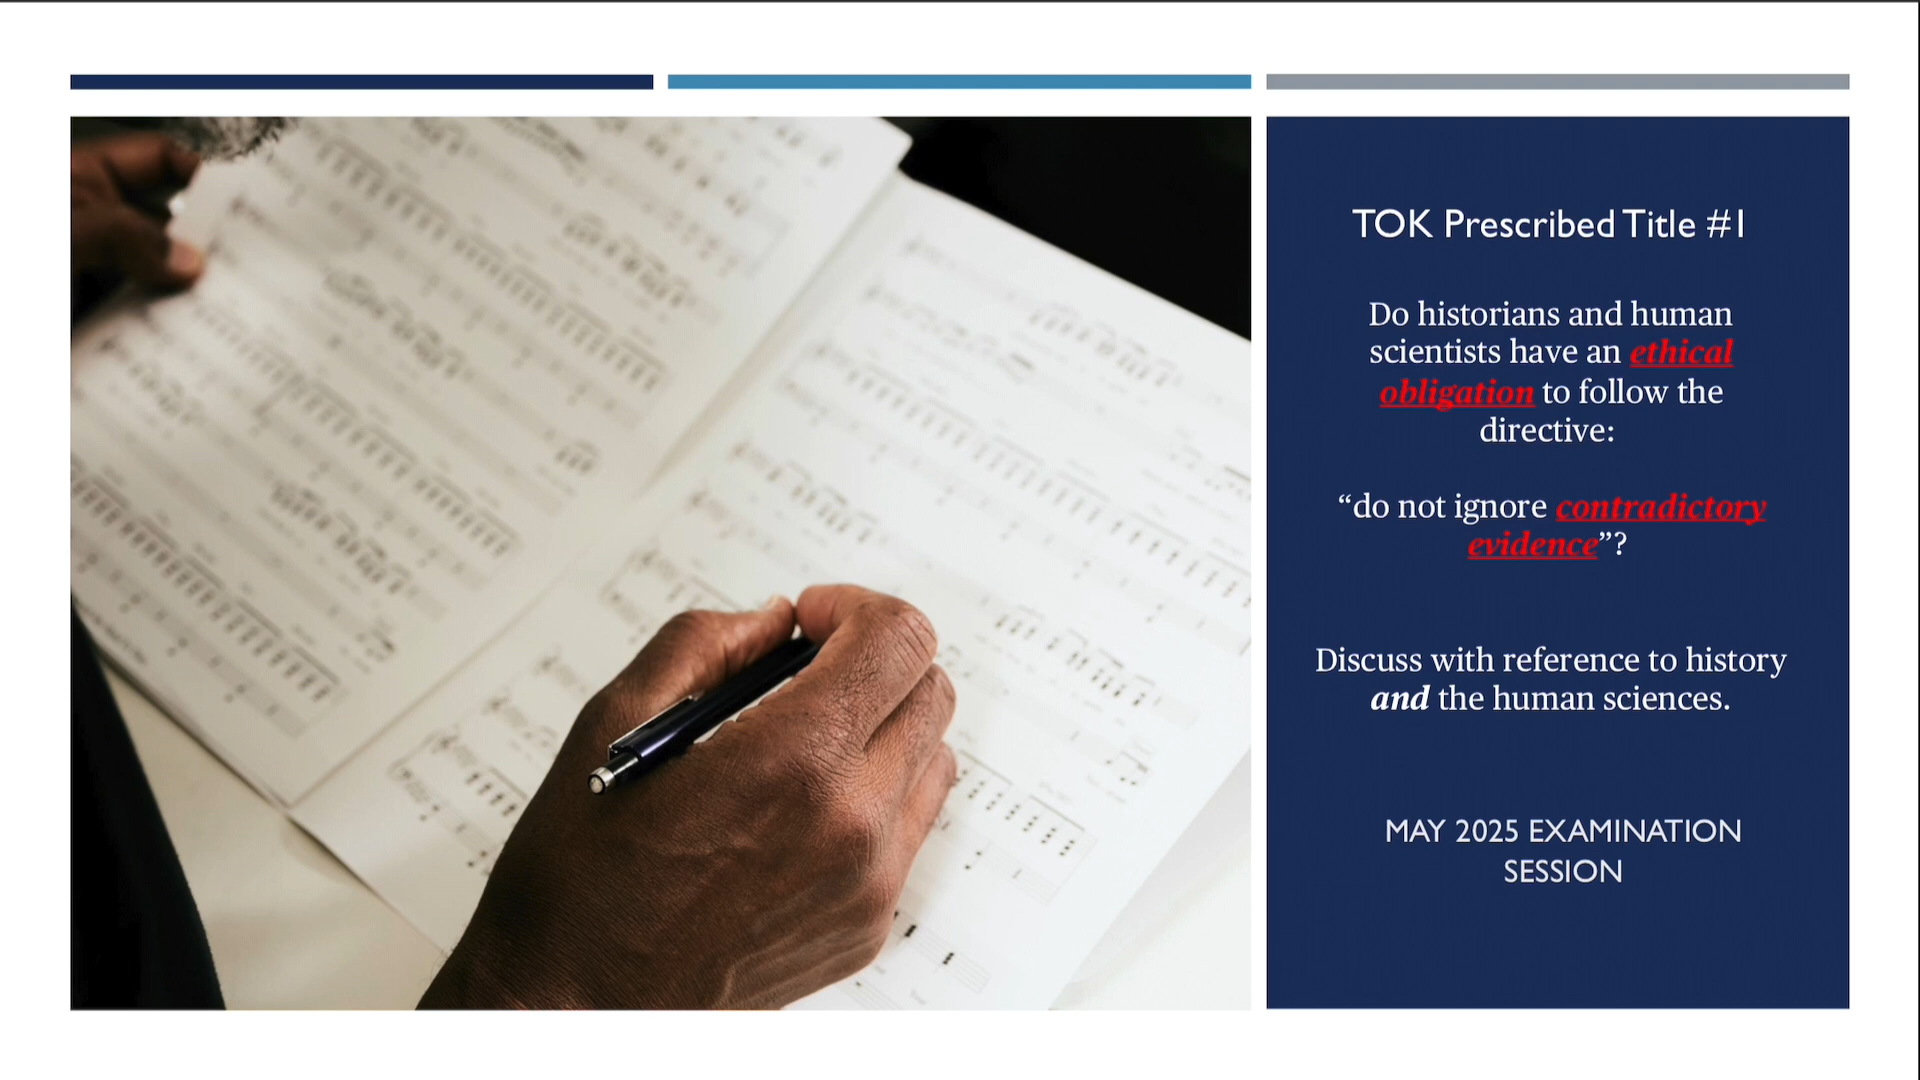 TOK Prescribed Title #1
Do historians and human
scientists have an ethical
obligation to follow the
directive:
“do not ignore contradictory
evidence”?
Discuss with reference to history
and the human sciences.
MAY 2025 EXAMINATION
SESSION